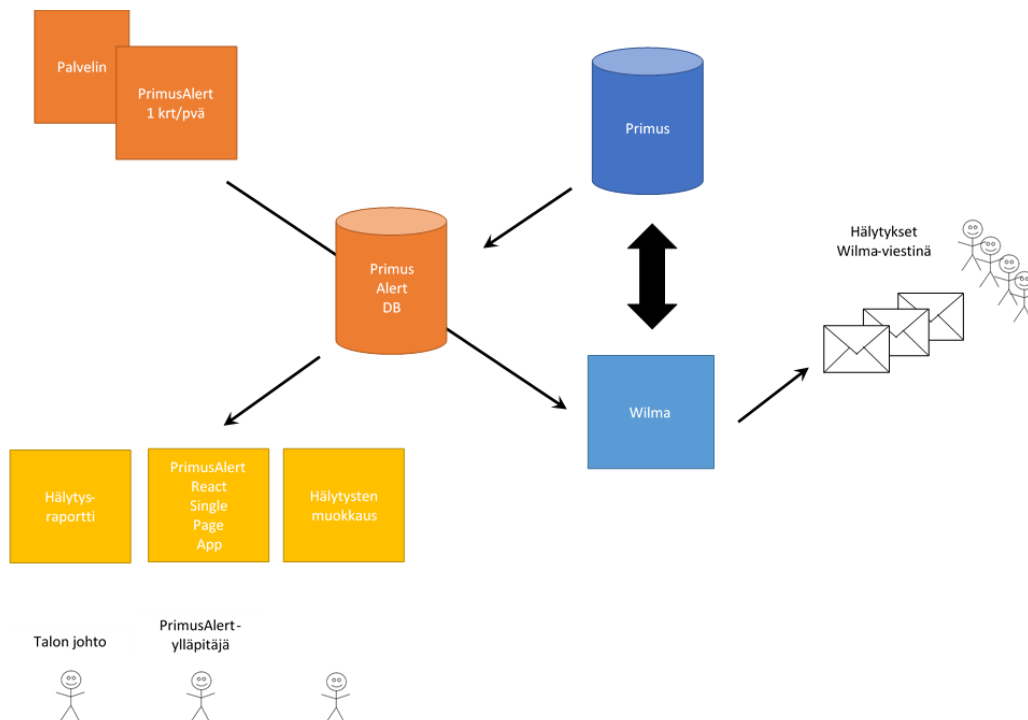 Palvelin
PrimusAlert
1 krt/pvä
Primus
Hälytykset
Wilma-viestinä
Primus
Alert
DB
Wilma
Hälytys-
raportti
PrimusAlert
React
Single
Page
App
Hälytysten
muokkaus
Talon johto
PrimusAlert-
ylläpitäjä